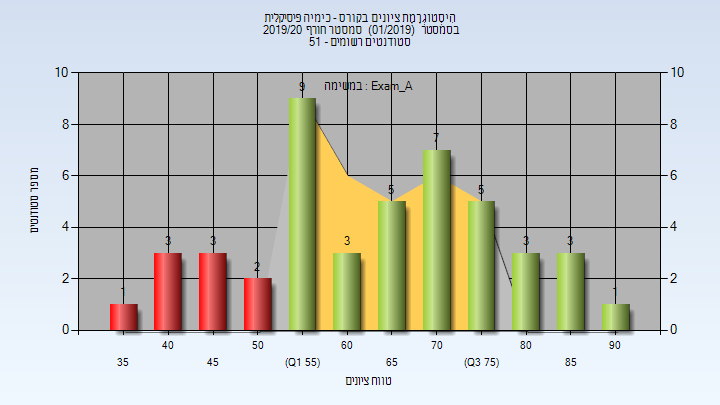 היסטוגרמת ציונים בקורס - כימיה פיסיקלית
בסמסטר (01/2019) סמסטר חורף 2019/20
סטודנטים רשומים - 51
במשימה : Exam_A
מספר סטודנטים
10 10
8 8
6 6
4 4
2 2
0 0
1 3 3 2 9 3 5 7 5 3 3 1
40 50 60 70 80 90
35 45 (Q1 55) 65 (Q3 75) 85
טווח ציונים